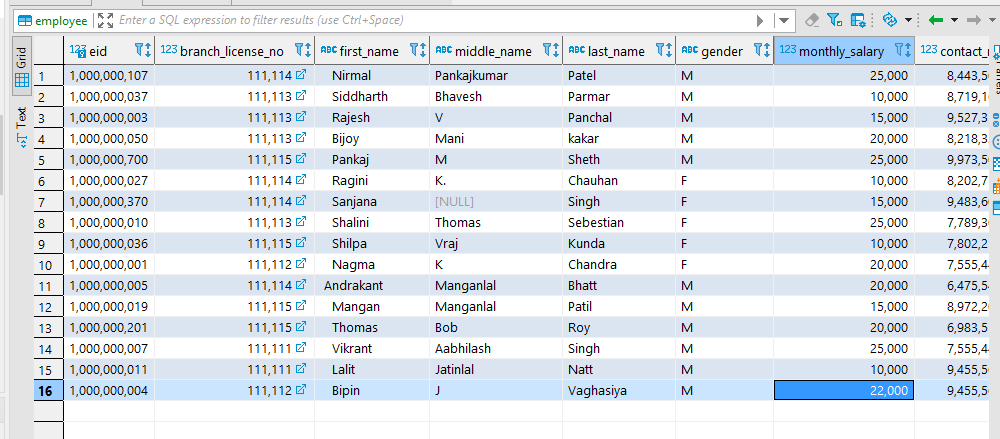 employee Enter a SQL expression to filter results (use Ctrl+Space)
Grid
Text
123 eid 123 branch_license_no ABC first_name ABC middle_name ABC last_name ABC gender 123 monthly_salary 123 contact_
1 1,000,000,107 111,114 Nirmal Pankajkumar Patel M 25,000 8,443,5
2 1,000,000,037 111,113 Siddharth Bhavesh Parmar M 10,000 8,719,1
3 1,000,000,003 111,113 Rajesh V Panchal M 15,000 9,527,3
4 1,000,000,050 111,113 Bijoy Mani kakar M 20,000 8,218,3
5 1,000,000,700 111,115 Pankaj M Sheth M 25,000 9,973,5
6 1,000,000,027 111,114 Ragini K. Chauhan F 10,000 8,202,7
7 1,000,000,370 111,114 Sanjana [NULL] Singh F 15,000 9,483,6
8 1,000,000,010 111,113 Shalini Thomas Sebestian F 25,000 7,789,3
9 1,000,000,036 111,115 Shilpa Vraj Kunda F 10,000 7,802,2
10 1,000,000,001 111,112 Nagma K Chandra F 20,000 7,555,4
11 1,000,000,005 111,114 Andrakant Manganlal Bhatt M 20,000 6,475,5
12 1,000,000,019 111,115 Mangan Manganlal Patil M 15,000 8,972,2
13 1,000,000,201 111,115 Thomas Bob Roy M 20,000 6,983,5
14 1,000,000,007 111,111 Vikrant Aabhilash Singh M 25,000 7,555,4
15 1,000,000,011 111,111 Lalit Jatinlal Natt M 10,000 9,455,5
16 1,000,000,004 111,112 Bipin J Vaghasiya M 22,000 9,455,5